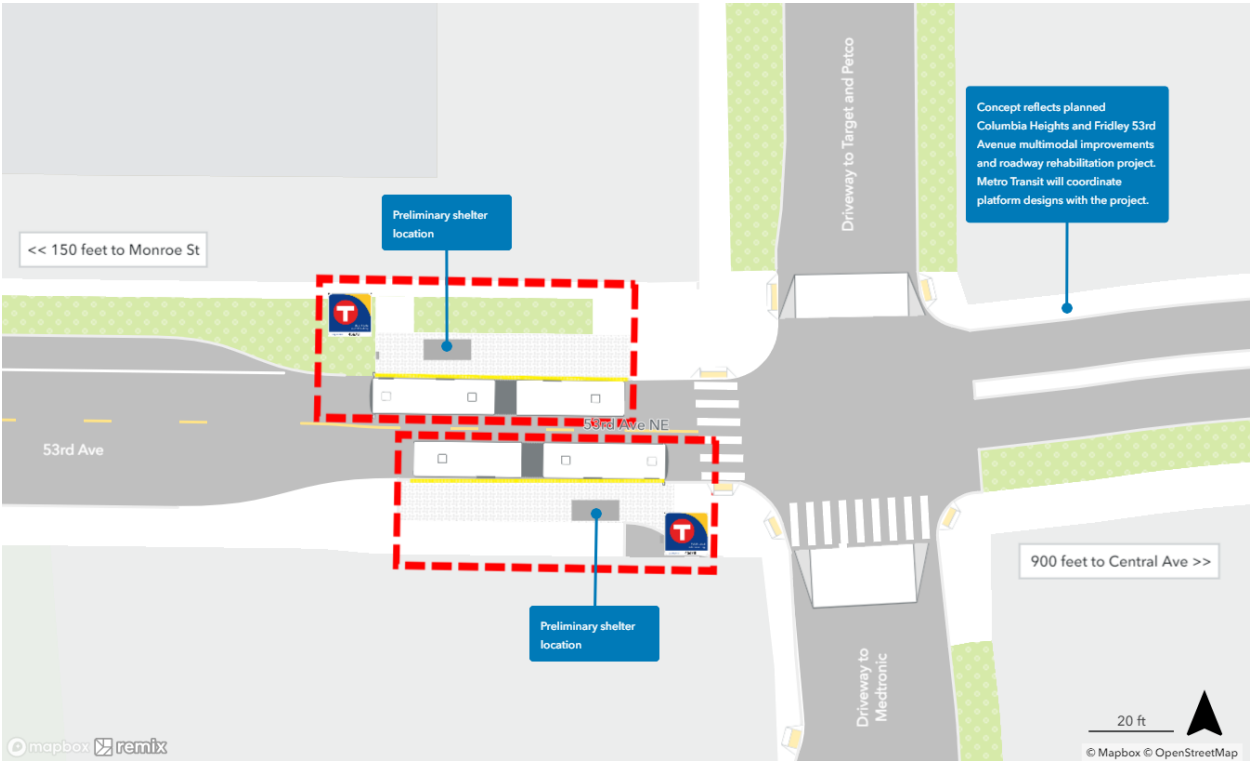 Driveway to Target and Petco
Concept reflects planned
Columbia Heights and Fridley 53rd
Avenue multimodal improvements
and roadway rehabilitation project.
Metro Transit will coordinate
platform designs with the project.
Preliminary shelter
location
<< 150 feet to Monroe St
T
53rd Ave NE
53rd Ave
T
900 feet to Central Ave >>
Preliminary shelter
location
Driveway to
Medtronic
20 ft
mapbox remix
© Mapbox © OpenStreetMap